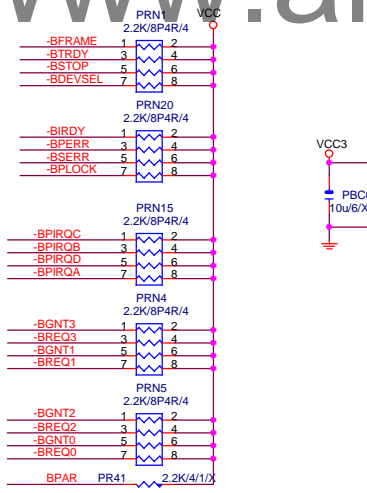 www.al
PRN1 VCC
2.2K/8P4R/4
-BFRAME 1 2
-BTRDY 3 4
-BSTOP 5 6
-BDEVSEL 7 8
PRN20
2.2K/8P4R/4
-BIRDY 1 2
-BPERR 3 4
-BSERR 5 6
-BPLOCK 7 8
VCC3
PBC
10u/6/X
PRN15
2.2K/8P4R/4
-BPIRQC 1 2
-BPIRQB 3 4
-BPIRQD 5 6
-BPIRQA 7 8
PRN4
2.2K/8P4R/4
-BGNT3 1 2
-BREQ3 3 4
-BGNT1 5 6
-BREQ1 7 8
PRN5
2.2K/8P4R/4
-BGNT2 1 2
-BREQ2 3 4
-BGNT0 5 6
-BREQ0 7 8
BPAR PR41 2.2K/4/1/X